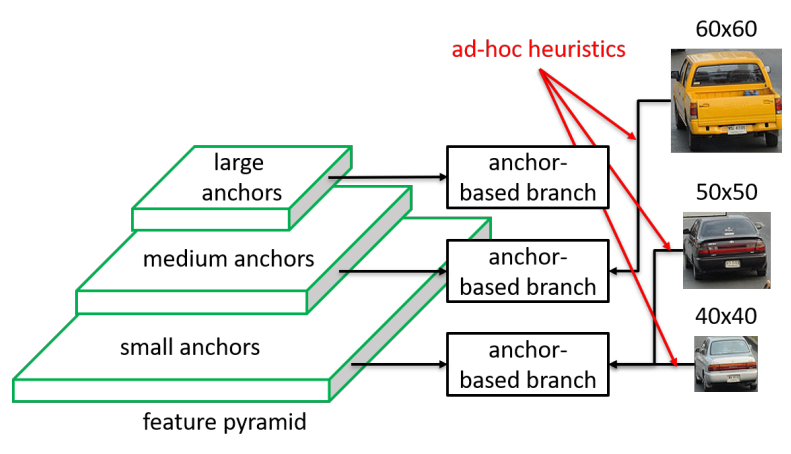 60x60
ad-hoc heuristics
large
anchors
anchor-
based branch
50x50
medium anchors
anchor-
based branch
40x40
small anchors
anchor-
based branch
feature pyramid